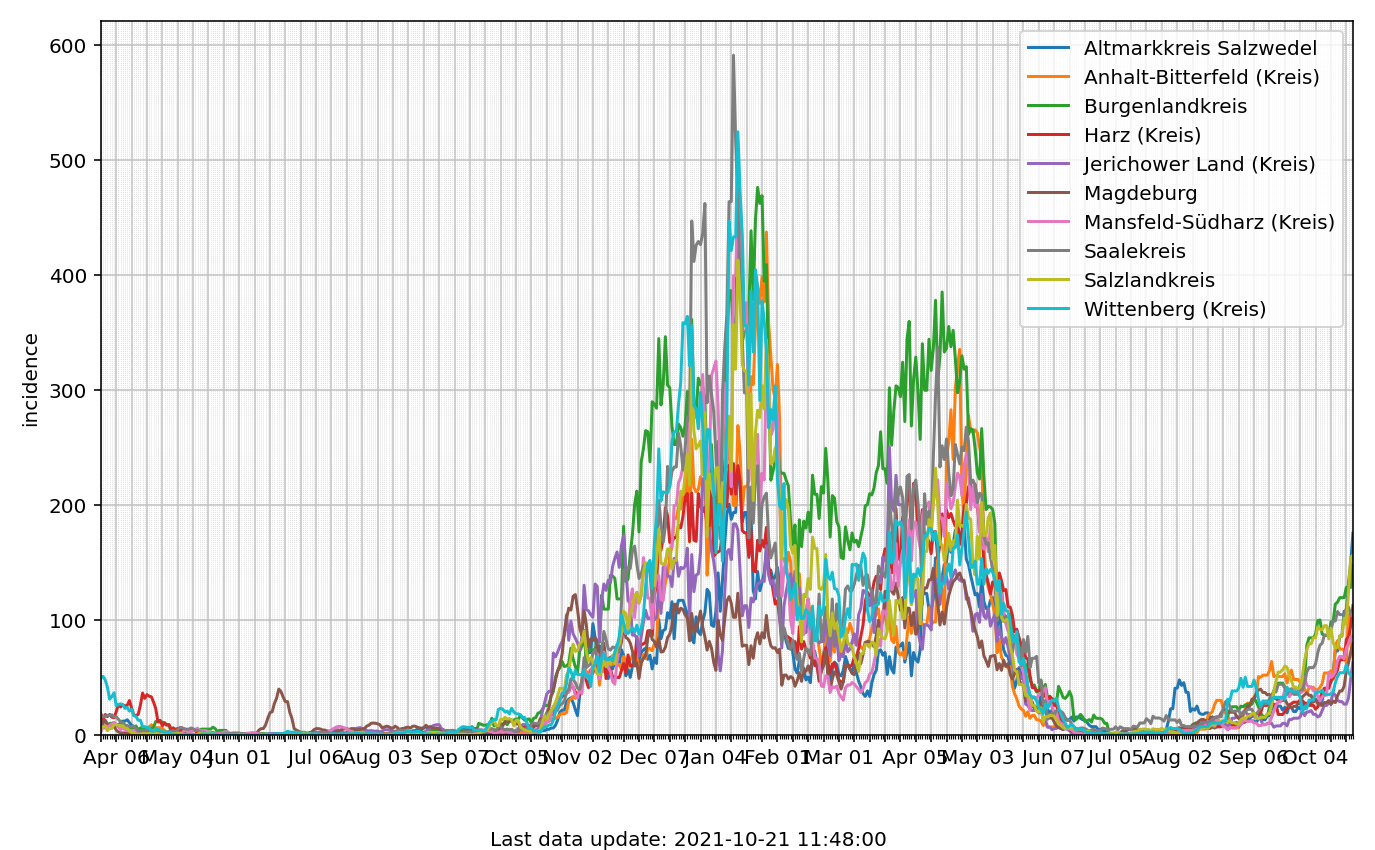 600
500
400
300
200
100
0
incidence
Altmarkkreis Salzwedel
Anhalt-Bitterfeld (Kreis)
Burgenlandkreis
Harz (Kreis)
Jerichower Land (Kreis)
Magdeburg
Mansfeld-Südharz (Kreis)
Saalekreis
Salzlandkreis
Wittenberg (Kreis)
Apr 06 May 04 Jun 01 Jul 06 Aug 03 Sep 07 Oct 05 Nov 02 Dec 07 Jan 04 Feb 01 Mar 01 Apr 05 May 03 Jun 07 Jul 05 Aug 02 Sep 06 Oct 04
Last data update: 2021-10-21 11:48:00